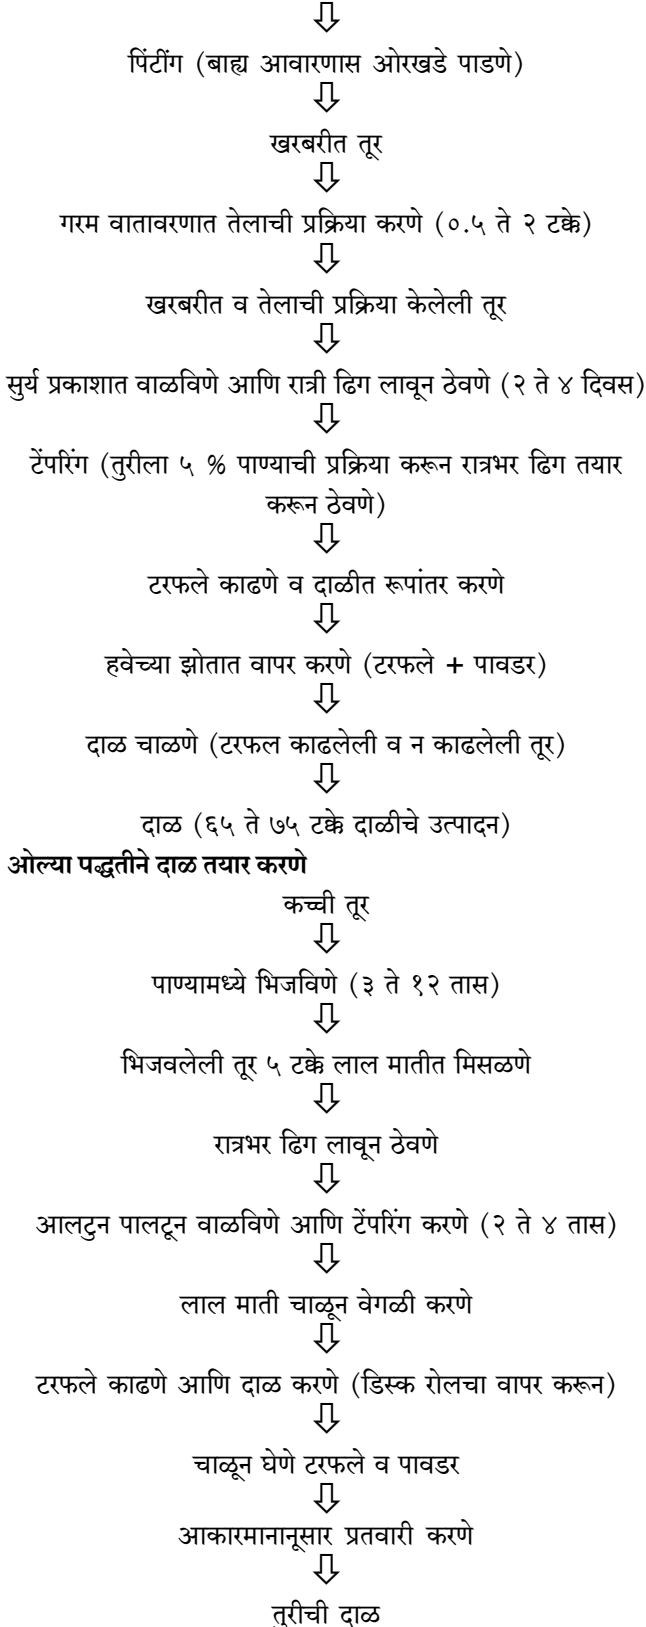 पिंटींग (बाह्य आवारणास ओरखडे पाडणे)
खरबरीत तूर
गरम वातावरणात तेलाची प्रक्रिया करणे (०.५ ते २ टक्के)
खरबरीत व तेलाची प्रक्रिया केलेली तूर
सुर्य प्रकाशात वाळविणे आणि रात्री ढिग लावून ठेवणे (२ ते ४ दिवस)
टेंपरिंग (तुरीला ५ % पाण्याची प्रक्रिया करून रात्रभर ढिग तयार
करून ठेवणे)
टरफले काढणे व दाळीत रूपांतर करणे
हवेच्या झोतात वापर करणे (टरफले + पावडर)
दाळ चाळणे (टरफल काढलेली व न काढलेली तूर)
दाळ (६५ ते ७५ टक्के दाळीचे उत्पादन)
ओल्या पद्धतीने दाळ तयार करणे
कच्ची तूर
पाण्यामध्ये भिजविणे (३ ते १२ तास)
भिजवलेली तूर ५ टक्के लाल मातीत मिसळणे
रात्रभर ढिग लावून ठेवणे
आलटुन पालटून वाळविणे आणि टेंपरिंग करणे (२ ते ४ तास)
लाल माती चाळून वेगळी करणे
टरफले काढणे आणि दाळ करणे (डिस्क रोलचा वापर करून)
चाळून घेणे टरफले व पावडर
आकारमानानूसार प्रतवारी करणे
तुरीची दाळ